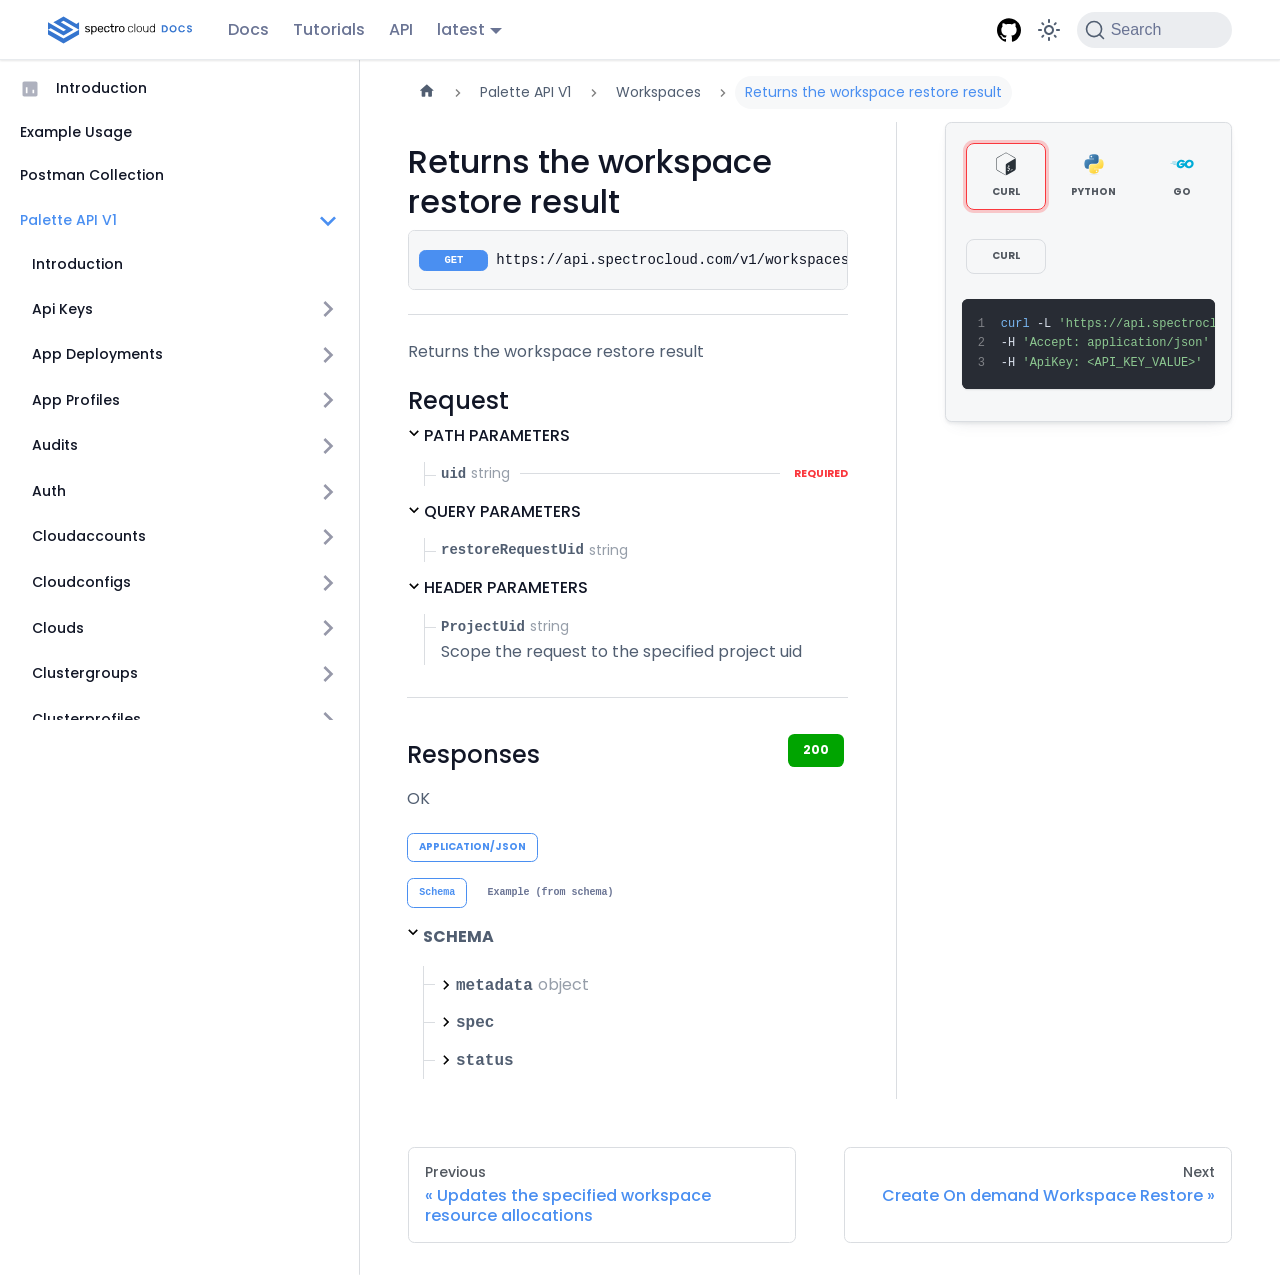 spectro cloud DOCS
Docs
Tutorials
API
latest
Search
Introduction
Example Usage
Postman Collection
Palette API V1
Introduction
Api Keys
App Deployments
App Profiles
Audits
Auth
Cloudaccounts
Cloudconfigs
Clouds
Clustergroups
Clusterprofiles
Palette API V1
Workspaces
Returns the workspace restore result
Returns the workspace
restore result
GET https://api.spectrocloud.com/v1/workspaces
Returns the workspace restore result
Request
PATH PARAMETERS
uid string REQUIRED
QUERY PARAMETERS
restoreRequestUid string
HEADER PARAMETERS
ProjectUid string
Scope the request to the specified project uid
Responses
200
OK
APPLICATION/JSON
Schema
Example (from schema)
SCHEMA
metadata object
spec
status
CURL
PYTHON
GO
CURL
1 curl -L 'https://api.spectrocl
2 -H 'Accept: application/json'
3 -H 'ApiKey: <API_KEY_VALUE>'
Previous
« Updates the specified workspace
resource allocations
Next
Create On demand Workspace Restore »